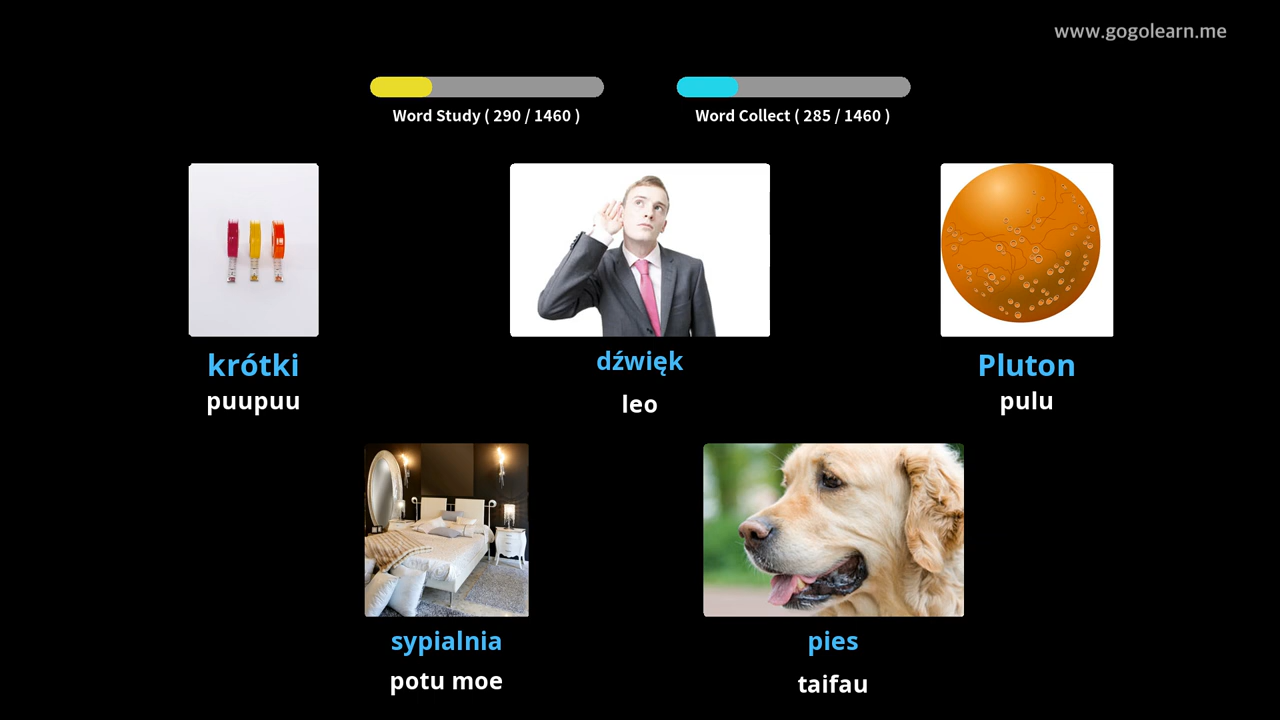 www.gogolearn.me
Word Study ( 290 / 1460 )
Word Collect ( 285 / 1460 )
krótki
puupuu
dźwięk
leo
Pluton
pulu
sypialnia
potu moe
pies
taifau